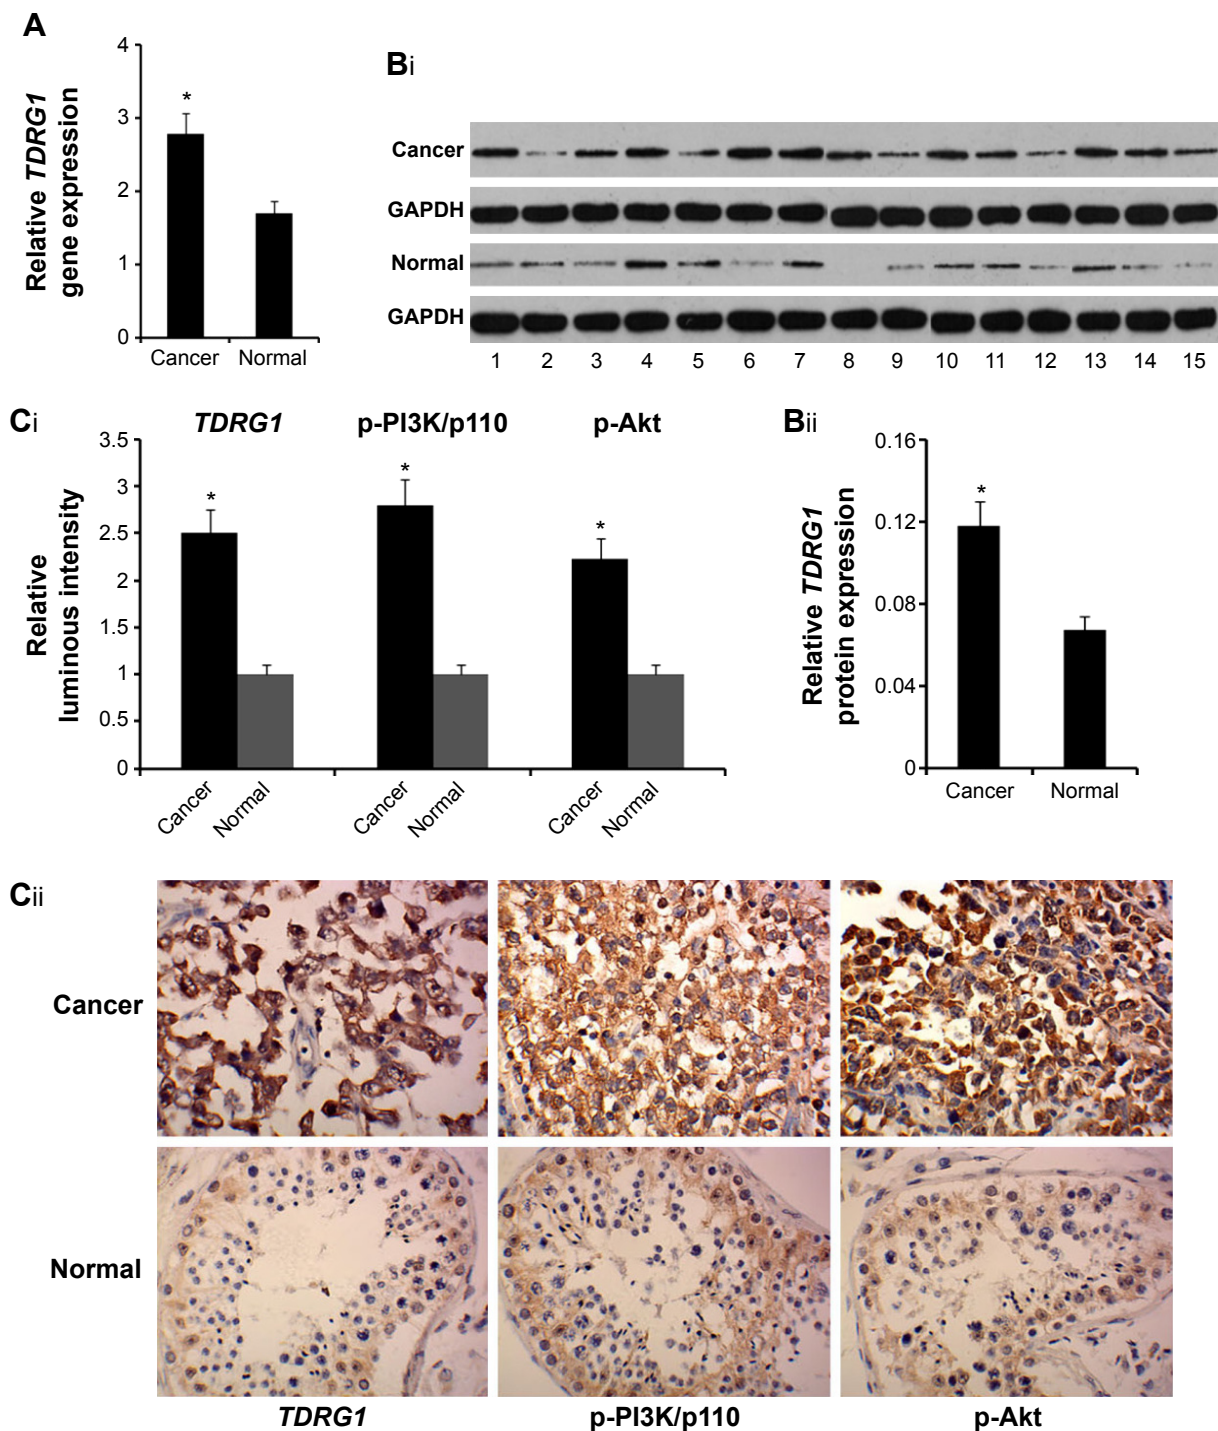 A
Relative TDRG1
gene expression
4
3
2
1
0
*
Cancer Normal
Bi
Cancer
GAPDH
Normal
GAPDH
1 2 3 4 5 6 7 8 9 10 11 12 13 14 15
Ci
TDRG1 p-PI3K/p110 p-Akt
Relative
luminous intensity
3.5
3
2.5
2
1.5
1
0.5
0
* * *
Cancer Normal Cancer Normal Cancer Normal
Bii
Relative TDRG1
protein expression
0.16
0.12
0.08
0.04
0
*
Cancer Normal
Cii
Cancer
Normal
TDRG1 p-PI3K/p110 p-Akt